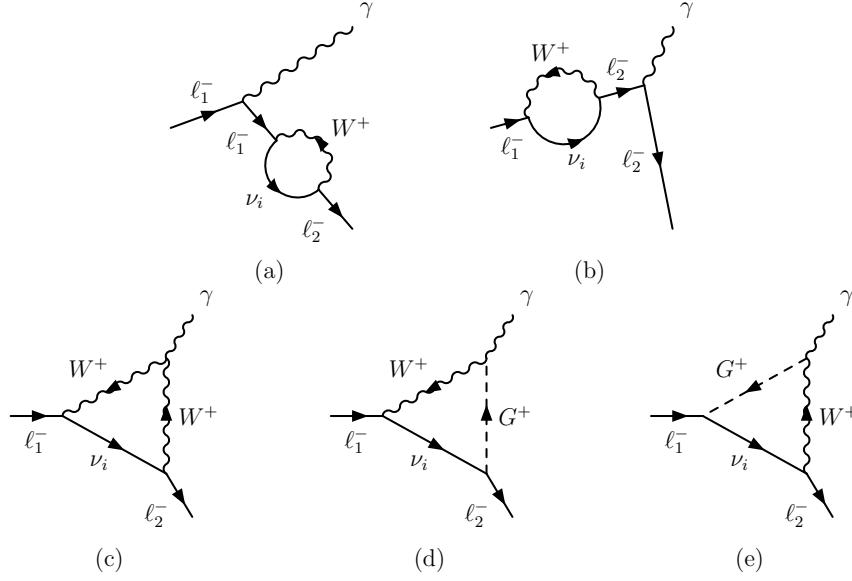 γ
ℓ₁⁻
ℓ₁⁻
W⁺
νᵢ
ℓ₂⁻
(a)
γ
W⁺
ℓ₂⁻
ℓ₁⁻
νᵢ
ℓ₂⁻
(b)
γ
W⁺
W⁺
ℓ₁⁻
νᵢ
ℓ₂⁻
(c)
γ
W⁺
G⁺
ℓ₁⁻
νᵢ
ℓ₂⁻
(d)
γ
G⁺
W⁺
ℓ₁⁻
νᵢ
ℓ₂⁻
(e)